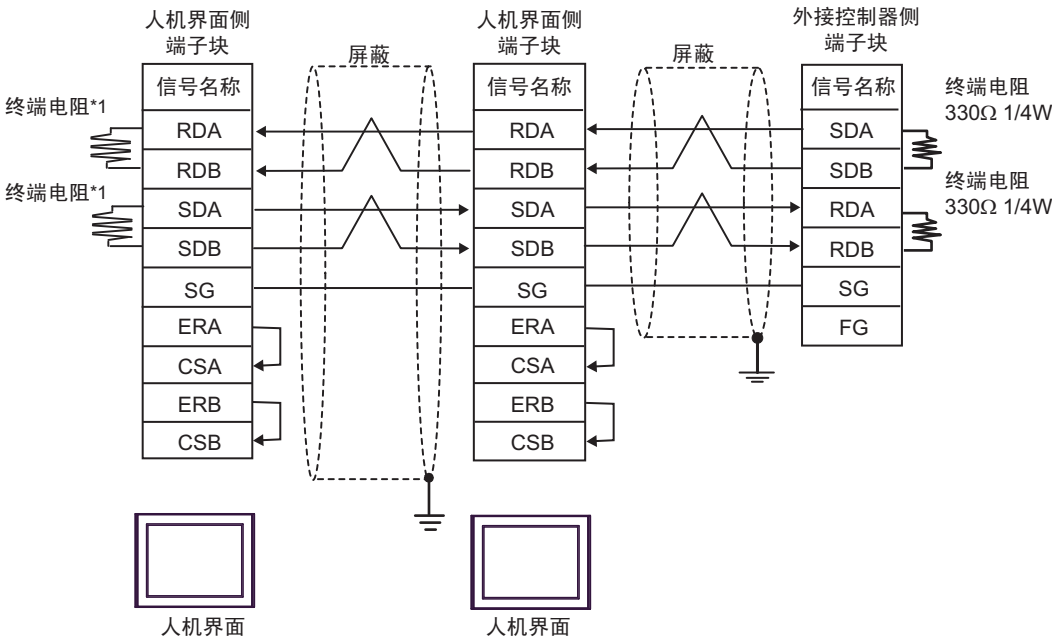 人机界面侧
端子块
信号名称
RDA
RDB
SDA
SDB
SG
ERA
CSA
ERB
CSB
终端电阻*1
终端电阻*1
屏蔽
人机界面
人机界面侧
端子块
信号名称
RDA
RDB
SDA
SDB
SG
ERA
CSA
ERB
CSB
屏蔽
人机界面
外接控制器侧
端子块
信号名称
SDA
SDB
RDA
RDB
SG
FG
终端电阻
330Ω 1/4W
终端电阻
330Ω 1/4W